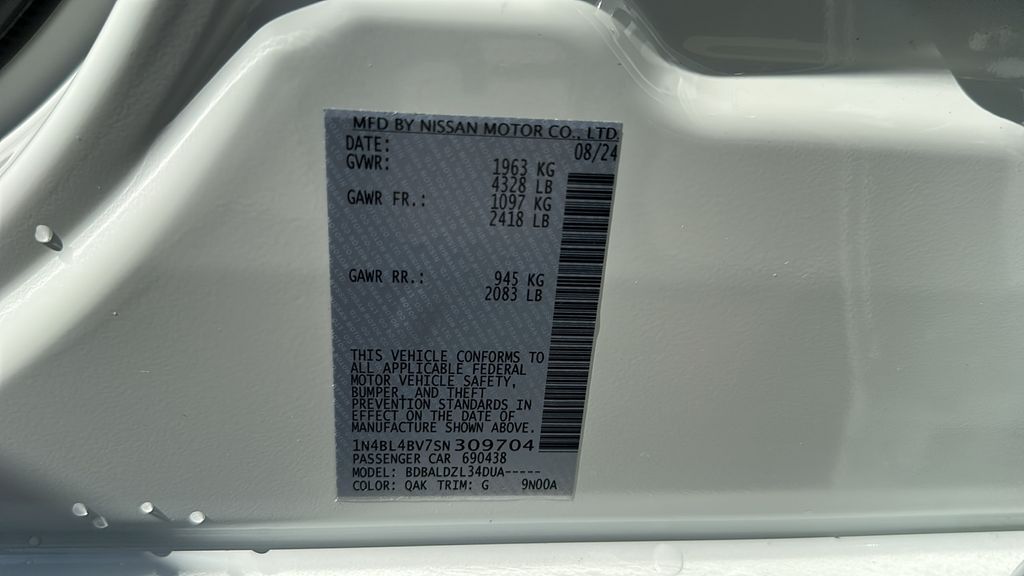 MFD BY NISSAN MOTOR CO., LTD.
DATE: 08/24
GVWR: 1963 KG
4328 LB
GAWR FR.: 1097 KG
2418 LB
GAWR RR.: 945 KG
2083 LB
THIS VEHICLE CONFORMS TO
ALL APPLICABLE FEDERAL
MOTOR VEHICLE SAFETY,
BUMPER, AND THEFT
PREVENTION STANDARDS IN
EFFECT ON THE DATE OF
MANUFACTURE SHOWN ABOVE.
1N4BL4BV7SN309704
PASSENGER CAR 690438
MODEL: BDBALDZL34DUA-----
COLOR: QAK TRIM: G 9N00A